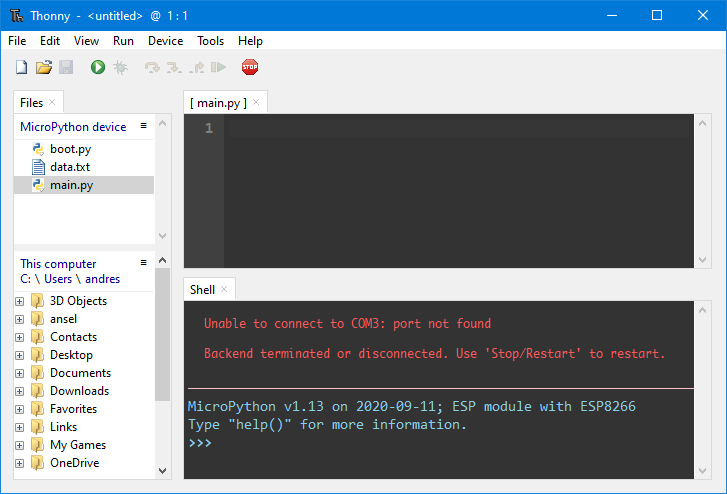 Thonny - <untitled> @ 1 : 1
File Edit View Run Device Tools Help
STOP
Files
MicroPython device
boot.py
data.txt
main.py
This computer
C: \ Users \ andres
3D Objects
ansel
Contacts
Desktop
Documents
Downloads
Favorites
Links
My Games
OneDrive
[ main.py ]
1
Shell
Unable to connect to COM3: port not found
Backend terminated or disconnected. Use 'Stop/Restart' to restart.
MicroPython v1.13 on 2020-09-11; ESP module with ESP8266
Type "help()" for more information.
>>>